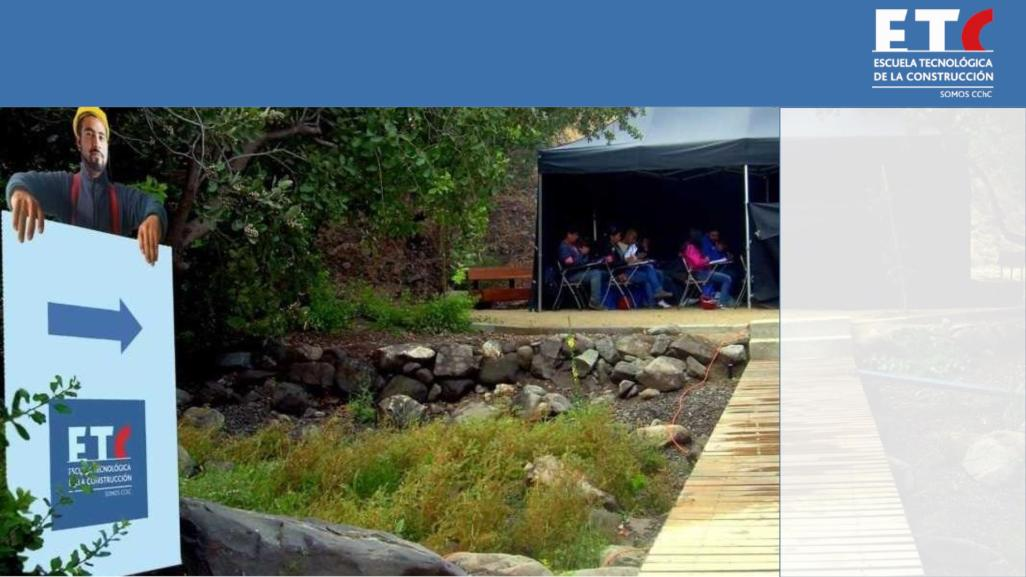 ETC
ESCUELA TECNOLÓGICA
DE LA CONSTRUCCIÓN
SOMOS CChC
ETC
ESCUELA TECNOLÓGICA
DE LA CONSTRUCCIÓN
SOMOS CChC